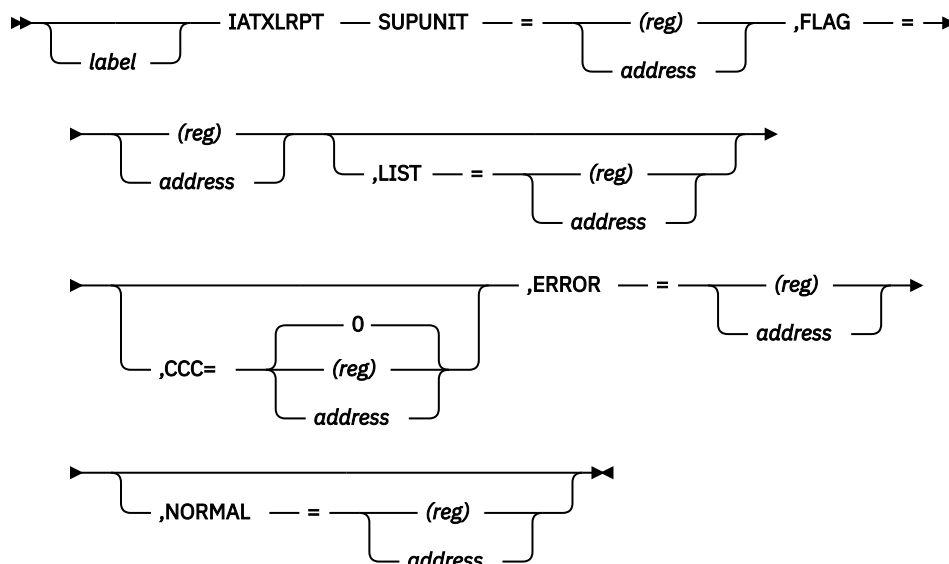 IATXLRPT SUPUNIT = (reg) ,FLAG =
label address
(reg)
address ,LIST = (reg)
address
,ERROR = (reg)
address
0
,CCC= (reg)
address
,NORMAL = (reg)
address